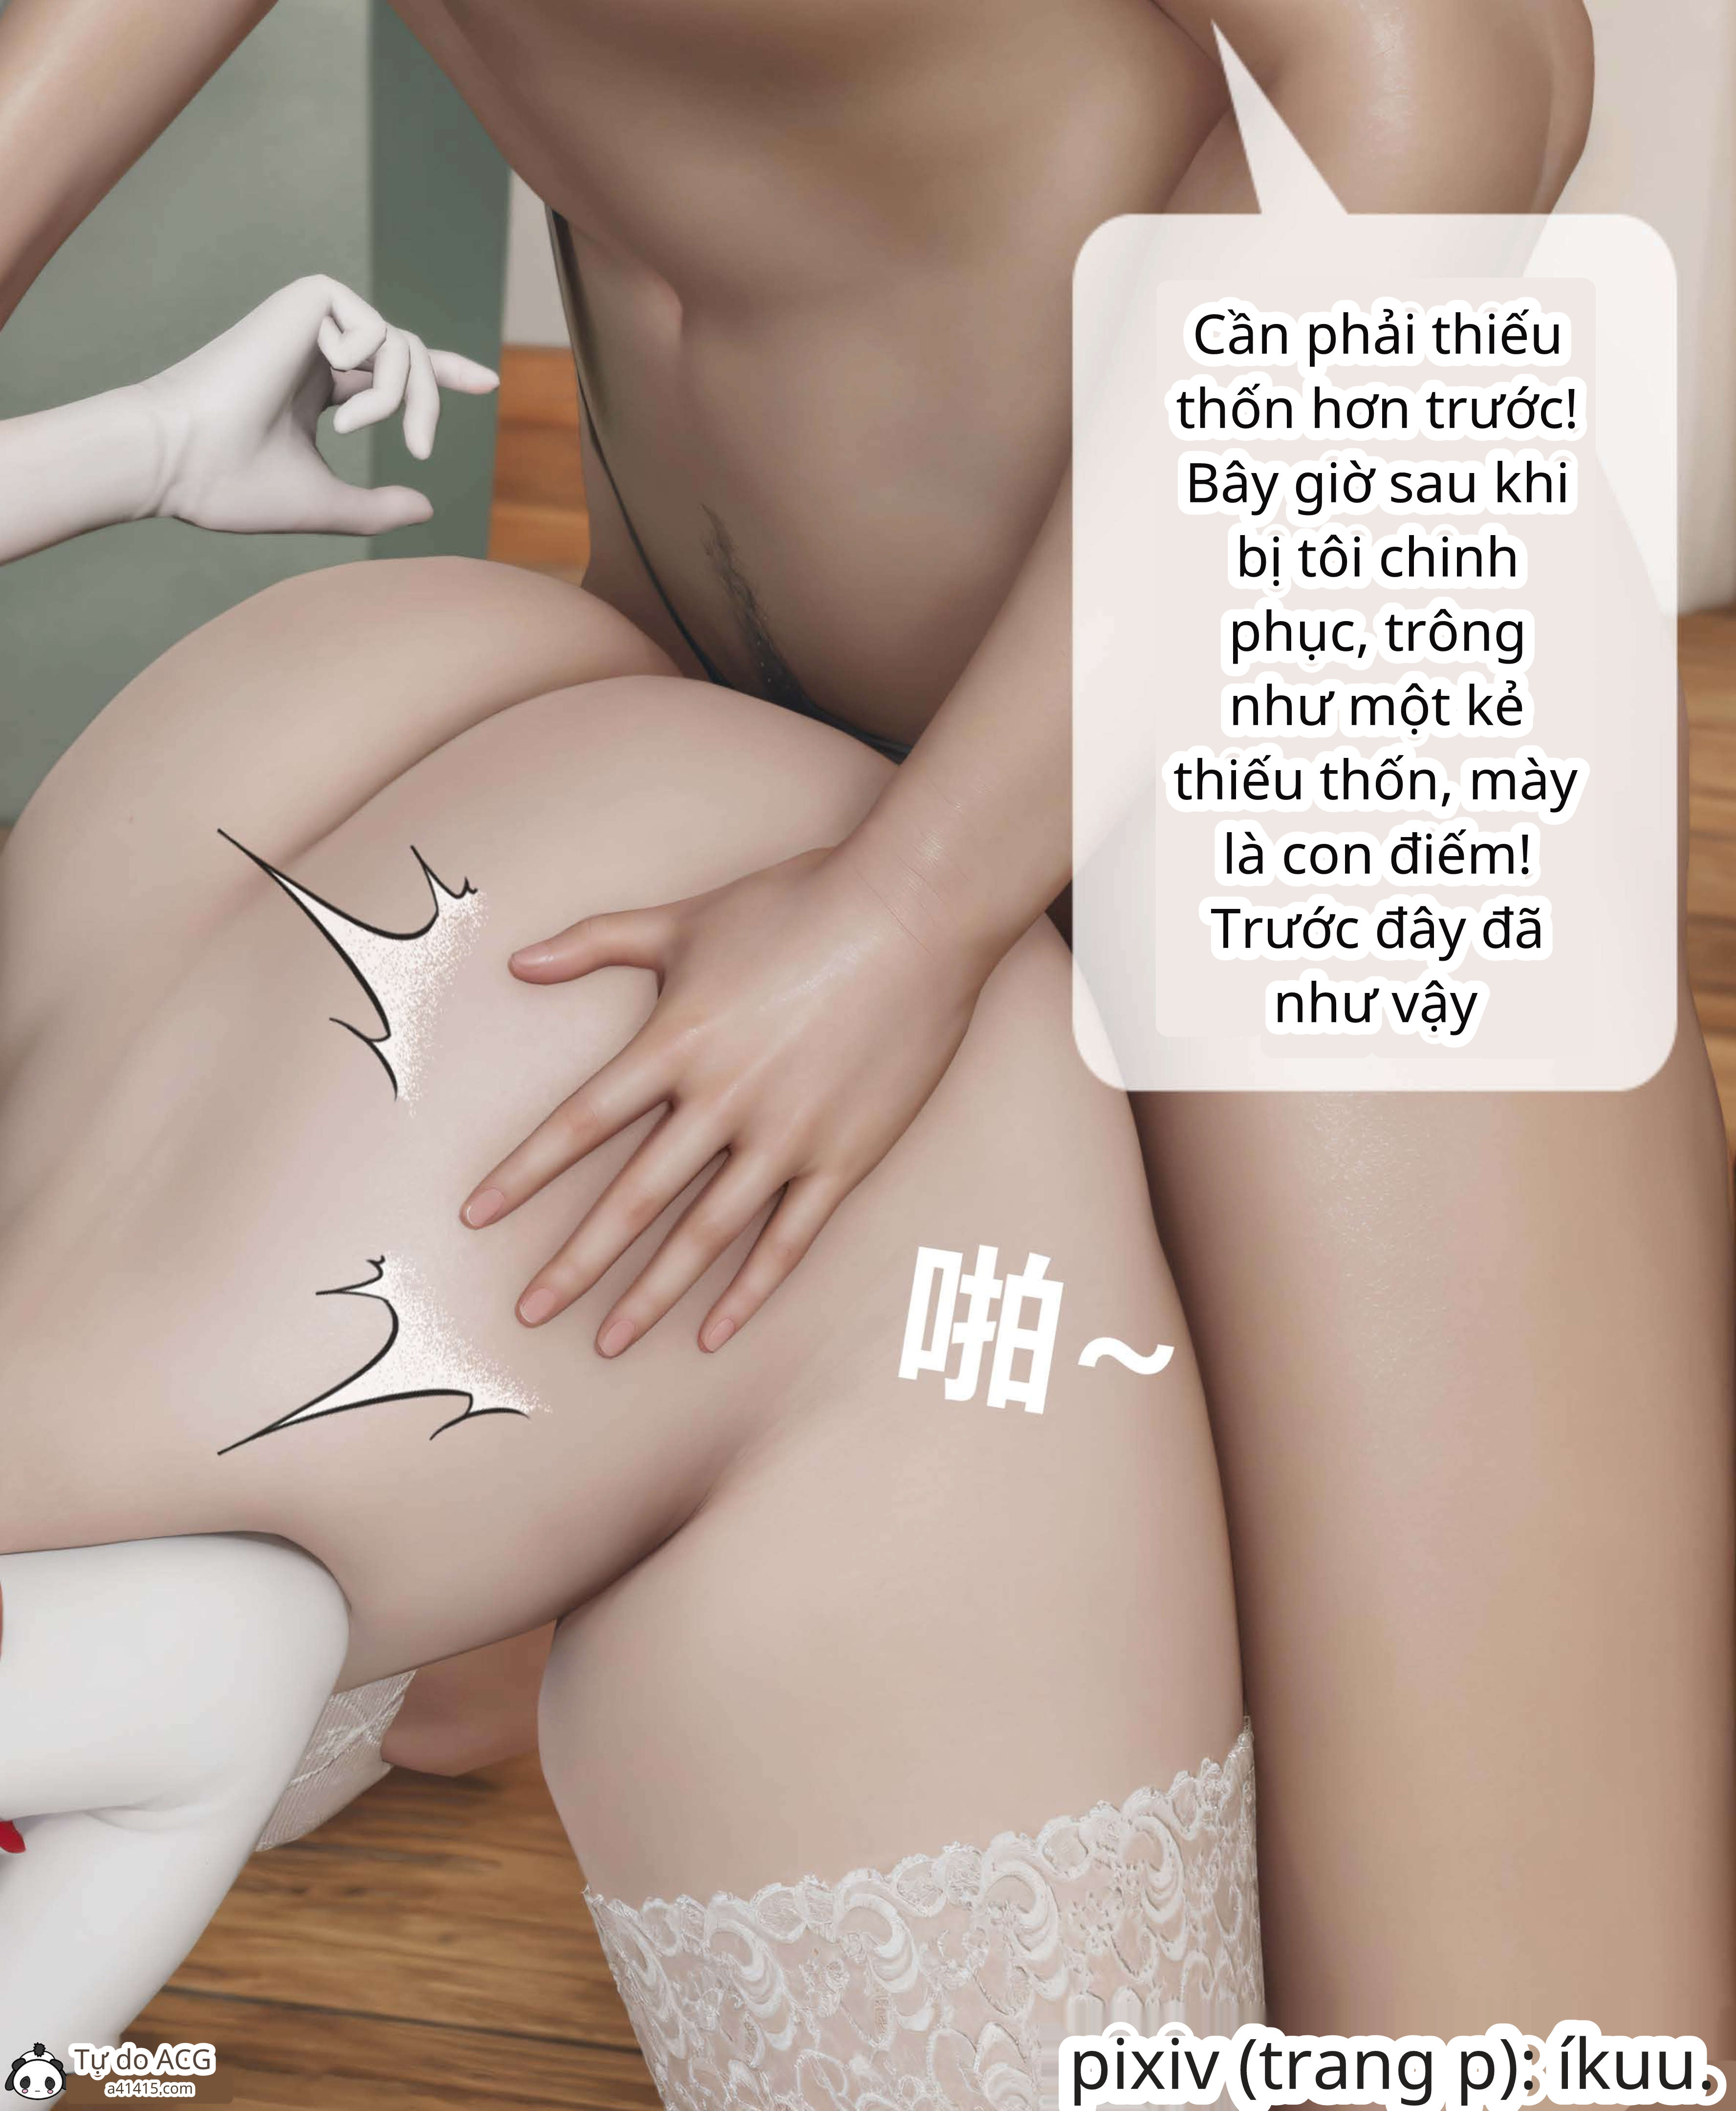 Cần phải thiếu
thốn hơn trước!
Bây giờ sau khi
bị tôi chinh
phục, trông
như một kẻ
thiếu thốn, mày
là con điếm!
Trước đây đã
như vậy
啪~
Tự do ACG
a41415.com
pixiv (trang p): íkuu.